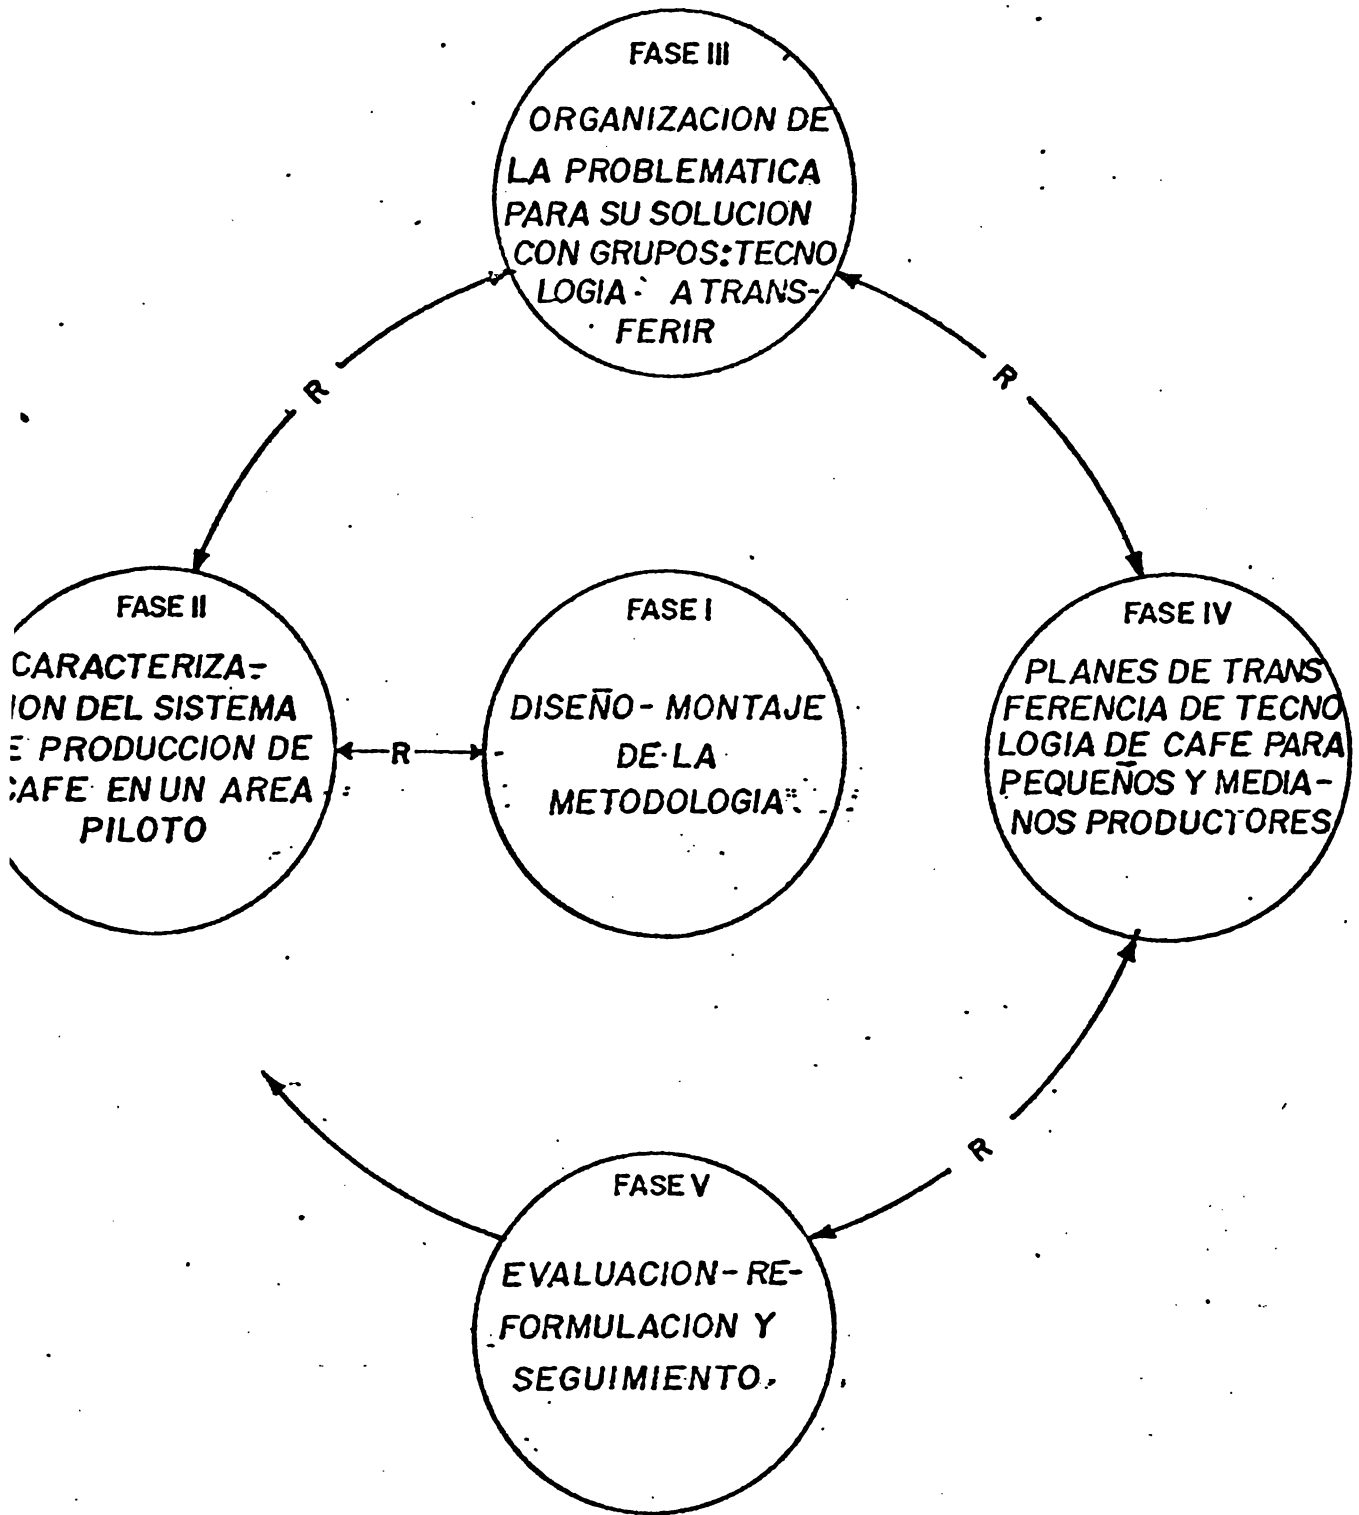 FASE III
ORGANIZACION DE
LA PROBLEMATICA
PARA SU SOLUCION
CON GRUPOS: TECNO
LOGIA A TRANS-
FERIR
R
R
FASE II
CARACTERIZA-
ION DEL SISTEMA
E PRODUCCION DE
CAFE EN UN AREA
PILOTO
R
FASE I
DISEÑO - MONTAJE
DE LA
METODOLOGIA
FASE IV
PLANES DE TRANS
FERENCIA DE TECNO
LOGIA DE CAFE PARA
PEQUEÑOS Y MEDIA-
NOS PRODUCTORES
R
FASE V
EVALUACION - RE-
FORMULACION Y
SEGUIMIENTO.